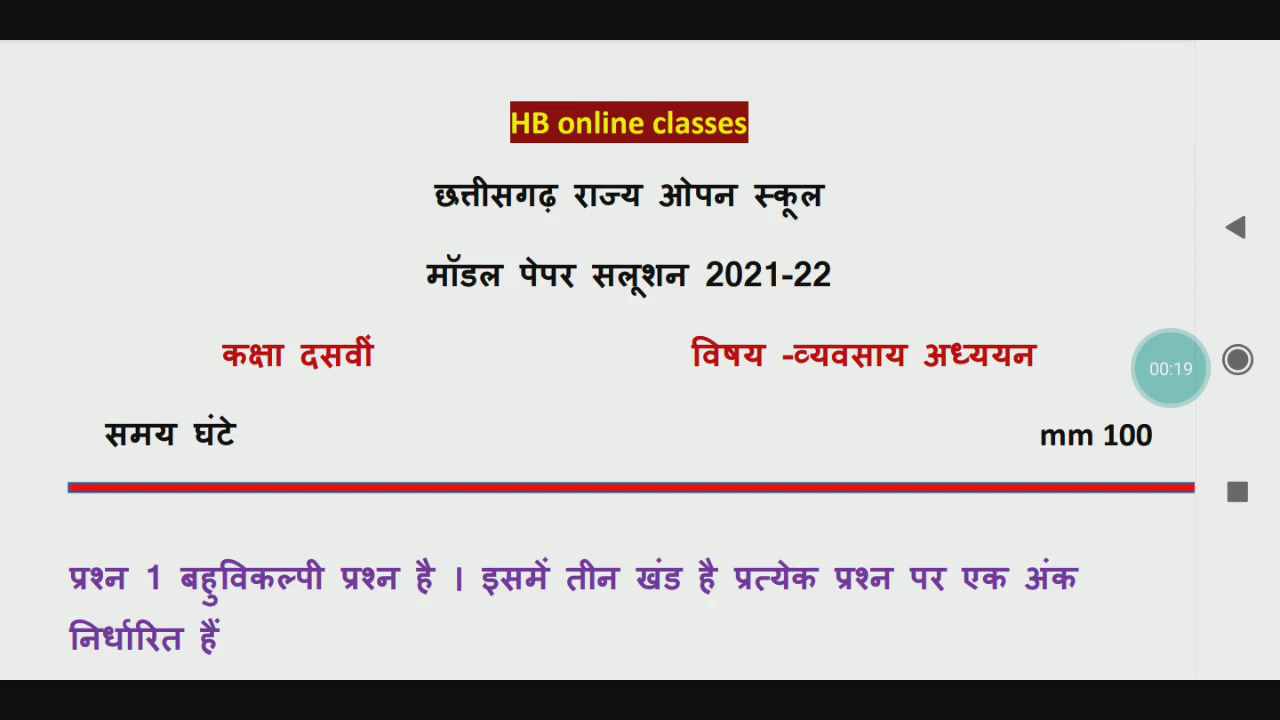 HB online classes
छत्तीसगढ़ राज्य ओपन स्कूल
मॉडल पेपर सलूशन 2021-22
कक्षा दसवीं विषय -व्यवसाय अध्ययन
00:19
समय घंटे mm 100
प्रश्न 1 बहुविकल्पी प्रश्न है । इसमें तीन खंड है प्रत्येक प्रश्न पर एक अंक
निर्धारित हैं